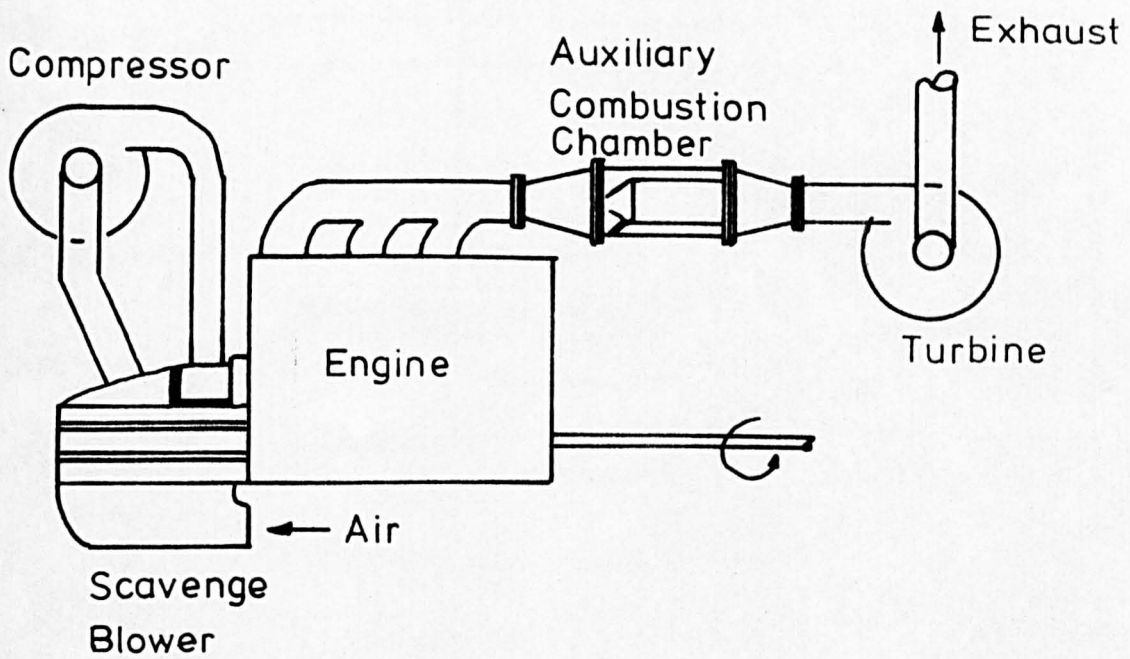 Compressor
Auxiliary
Combustion
Chamber
Exhaust
Engine
Turbine
Air
Scavenge
Blower